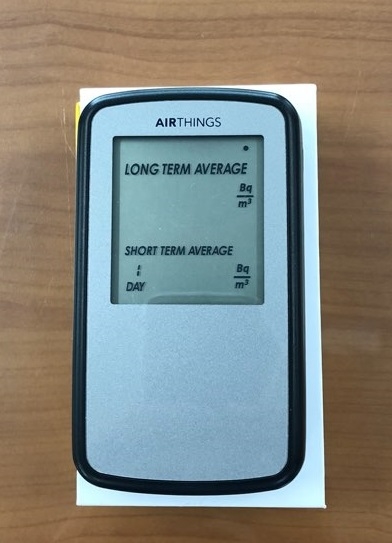 AIRTHINGS
LONG TERM AVERAGE
Bq
m³
SHORT TERM AVERAGE
1
DAY
Bq
m³